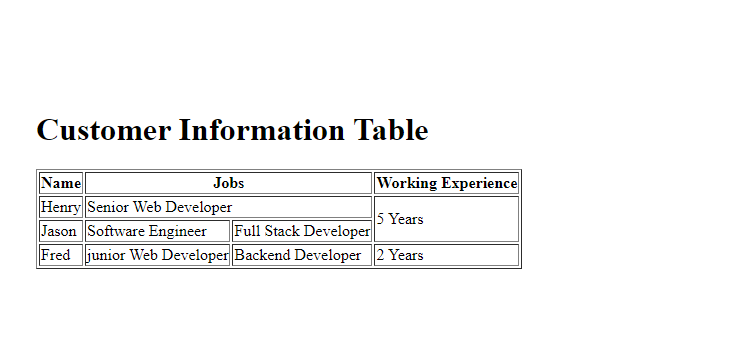 Customer Information Table
Name Jobs Working Experience
Henry Senior Web Developer 5 Years
Jason Software Engineer Full Stack Developer
Fred junior Web Developer Backend Developer 2 Years